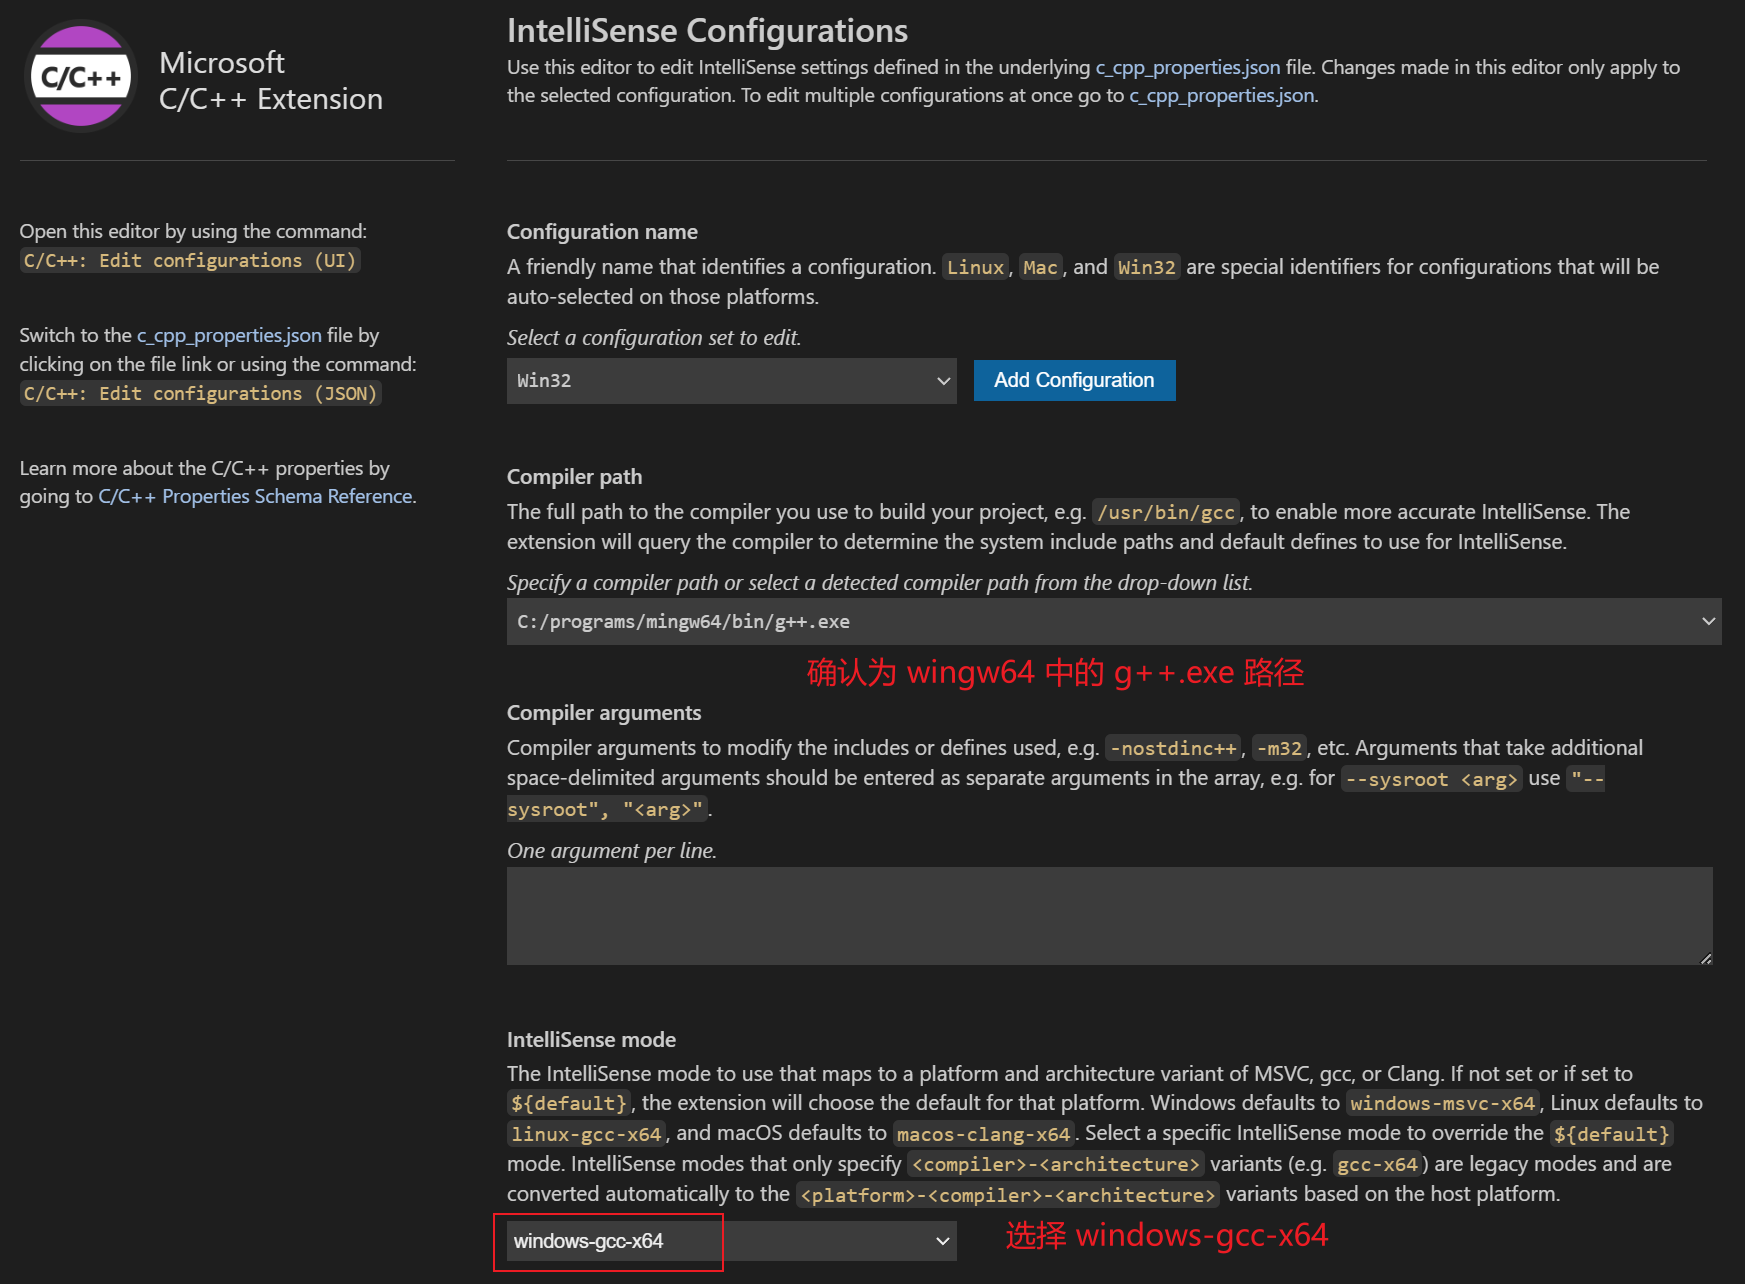 C/C++
Microsoft
C/C++ Extension
Open this editor by using the command:
C/C++: Edit configurations (UI)
Switch to the c_cpp_properties.json file by
clicking on the file link or using the command:
C/C++: Edit configurations (JSON)
Learn more about the C/C++ properties by
going to C/C++ Properties Schema Reference.
IntelliSense Configurations
Use this editor to edit IntelliSense settings defined in the underlying c_cpp_properties.json file. Changes made in this editor only apply to
the selected configuration. To edit multiple configurations at once go to c_cpp_properties.json.
Configuration name
A friendly name that identifies a configuration. Linux, Mac, and Win32 are special identifiers for configurations that will be
auto-selected on those platforms.
Select a configuration set to edit.
Win32
Add Configuration
Compiler path
The full path to the compiler you use to build your project, e.g. /usr/bin/gcc, to enable more accurate IntelliSense. The
extension will query the compiler to determine the system include paths and default defines to use for IntelliSense.
Specify a compiler path or select a detected compiler path from the drop-down list.
C:/programs/mingw64/bin/g++.exe
确认为 wingw64 中的 g++.exe 路径
Compiler arguments
Compiler arguments to modify the includes or defines used, e.g. -nostdinc++, -m32, etc. Arguments that take additional
space-delimited arguments should be entered as separate arguments in the array, e.g. for --sysroot <arg> use "--
sysroot", "<arg>".
One argument per line.
IntelliSense mode
The IntelliSense mode to use that maps to a platform and architecture variant of MSVC, gcc, or Clang. If not set or if set to
${default}, the extension will choose the default for that platform. Windows defaults to windows-msvc-x64, Linux defaults to
linux-gcc-x64, and macOS defaults to macos-clang-x64. Select a specific IntelliSense mode to override the ${default}
mode. IntelliSense modes that only specify <compiler>-<architecture> variants (e.g. gcc-x64) are legacy modes and are
converted automatically to the <platform>-<compiler>-<architecture> variants based on the host platform.
windows-gcc-x64
选择 windows-gcc-x64